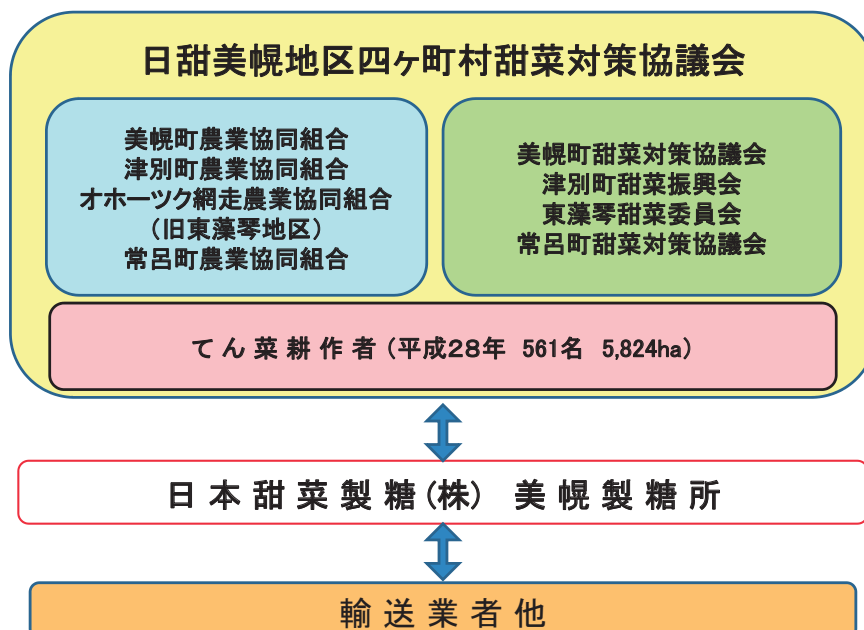 日甜美幌地区四ヶ町村甜菜対策協議会
美幌町農業協同組合
津別町農業協同組合
オホーツク網走農業協同組合
（旧東藻琴地区）
常呂町農業協同組合
美幌町甜菜対策協議会
津別町甜菜振興会
東藻琴甜菜委員会
常呂町甜菜対策協議会
てん菜耕作者（平成28年 561名 5,824ha）
日本甜菜製糖（株） 美幌製糖所
輸送業者他